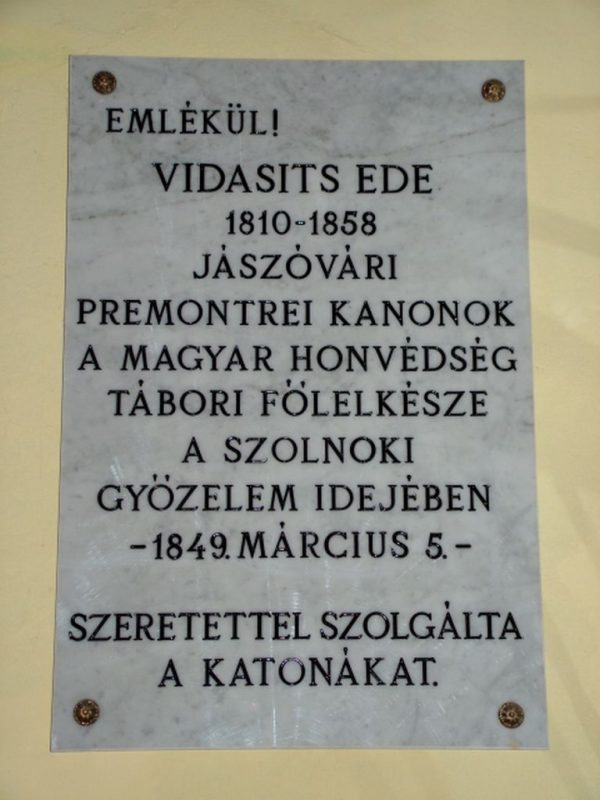 EMLÉKÜL!
VIDASITS EDE
1810-1858
JÁSZÓVÁRI
PREMONTREI KANONOK
A MAGYAR HONVÉDSÉG
TÁBORI FŐLELKÉSZE
A SZOLNOKI
GYŐZELEM IDEJÉBEN
-1849. MÁRCIUS 5.-
SZERETETTEL SZOLGÁLTA
A KATONÁKAT.